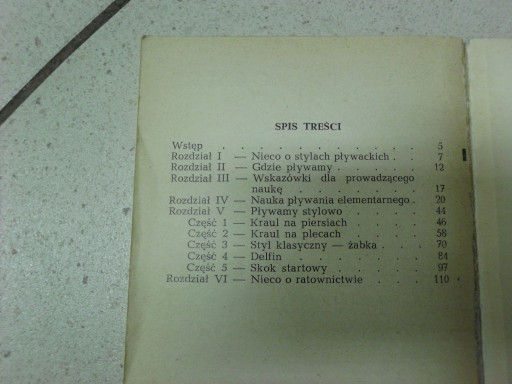 SPIS TREŚCI
Wstęp . . . . . . . . . . . 5
Rozdział I — Nieco o stylach pływackich . . 7
Rozdział II — Gdzie pływamy . . . . . 12
Rozdział III — Wskazówki dla prowadzącego
naukę . . . . . . . 17
Rozdział IV — Nauka pływania elementarnego . 20
Rozdział V — Pływamy stylowo . . . . 44
Część 1 — Kraul na piersiach . . . . 46
Część 2 — Kraul na plecach . . . . 58
Część 3 — Styl klasyczny — żabka . . . 70
Część 4 — Delfin . . . . . . 84
Część 5 — Skok startowy . . . . 97
Rozdział VI — Nieco o ratownictwie . . . 110